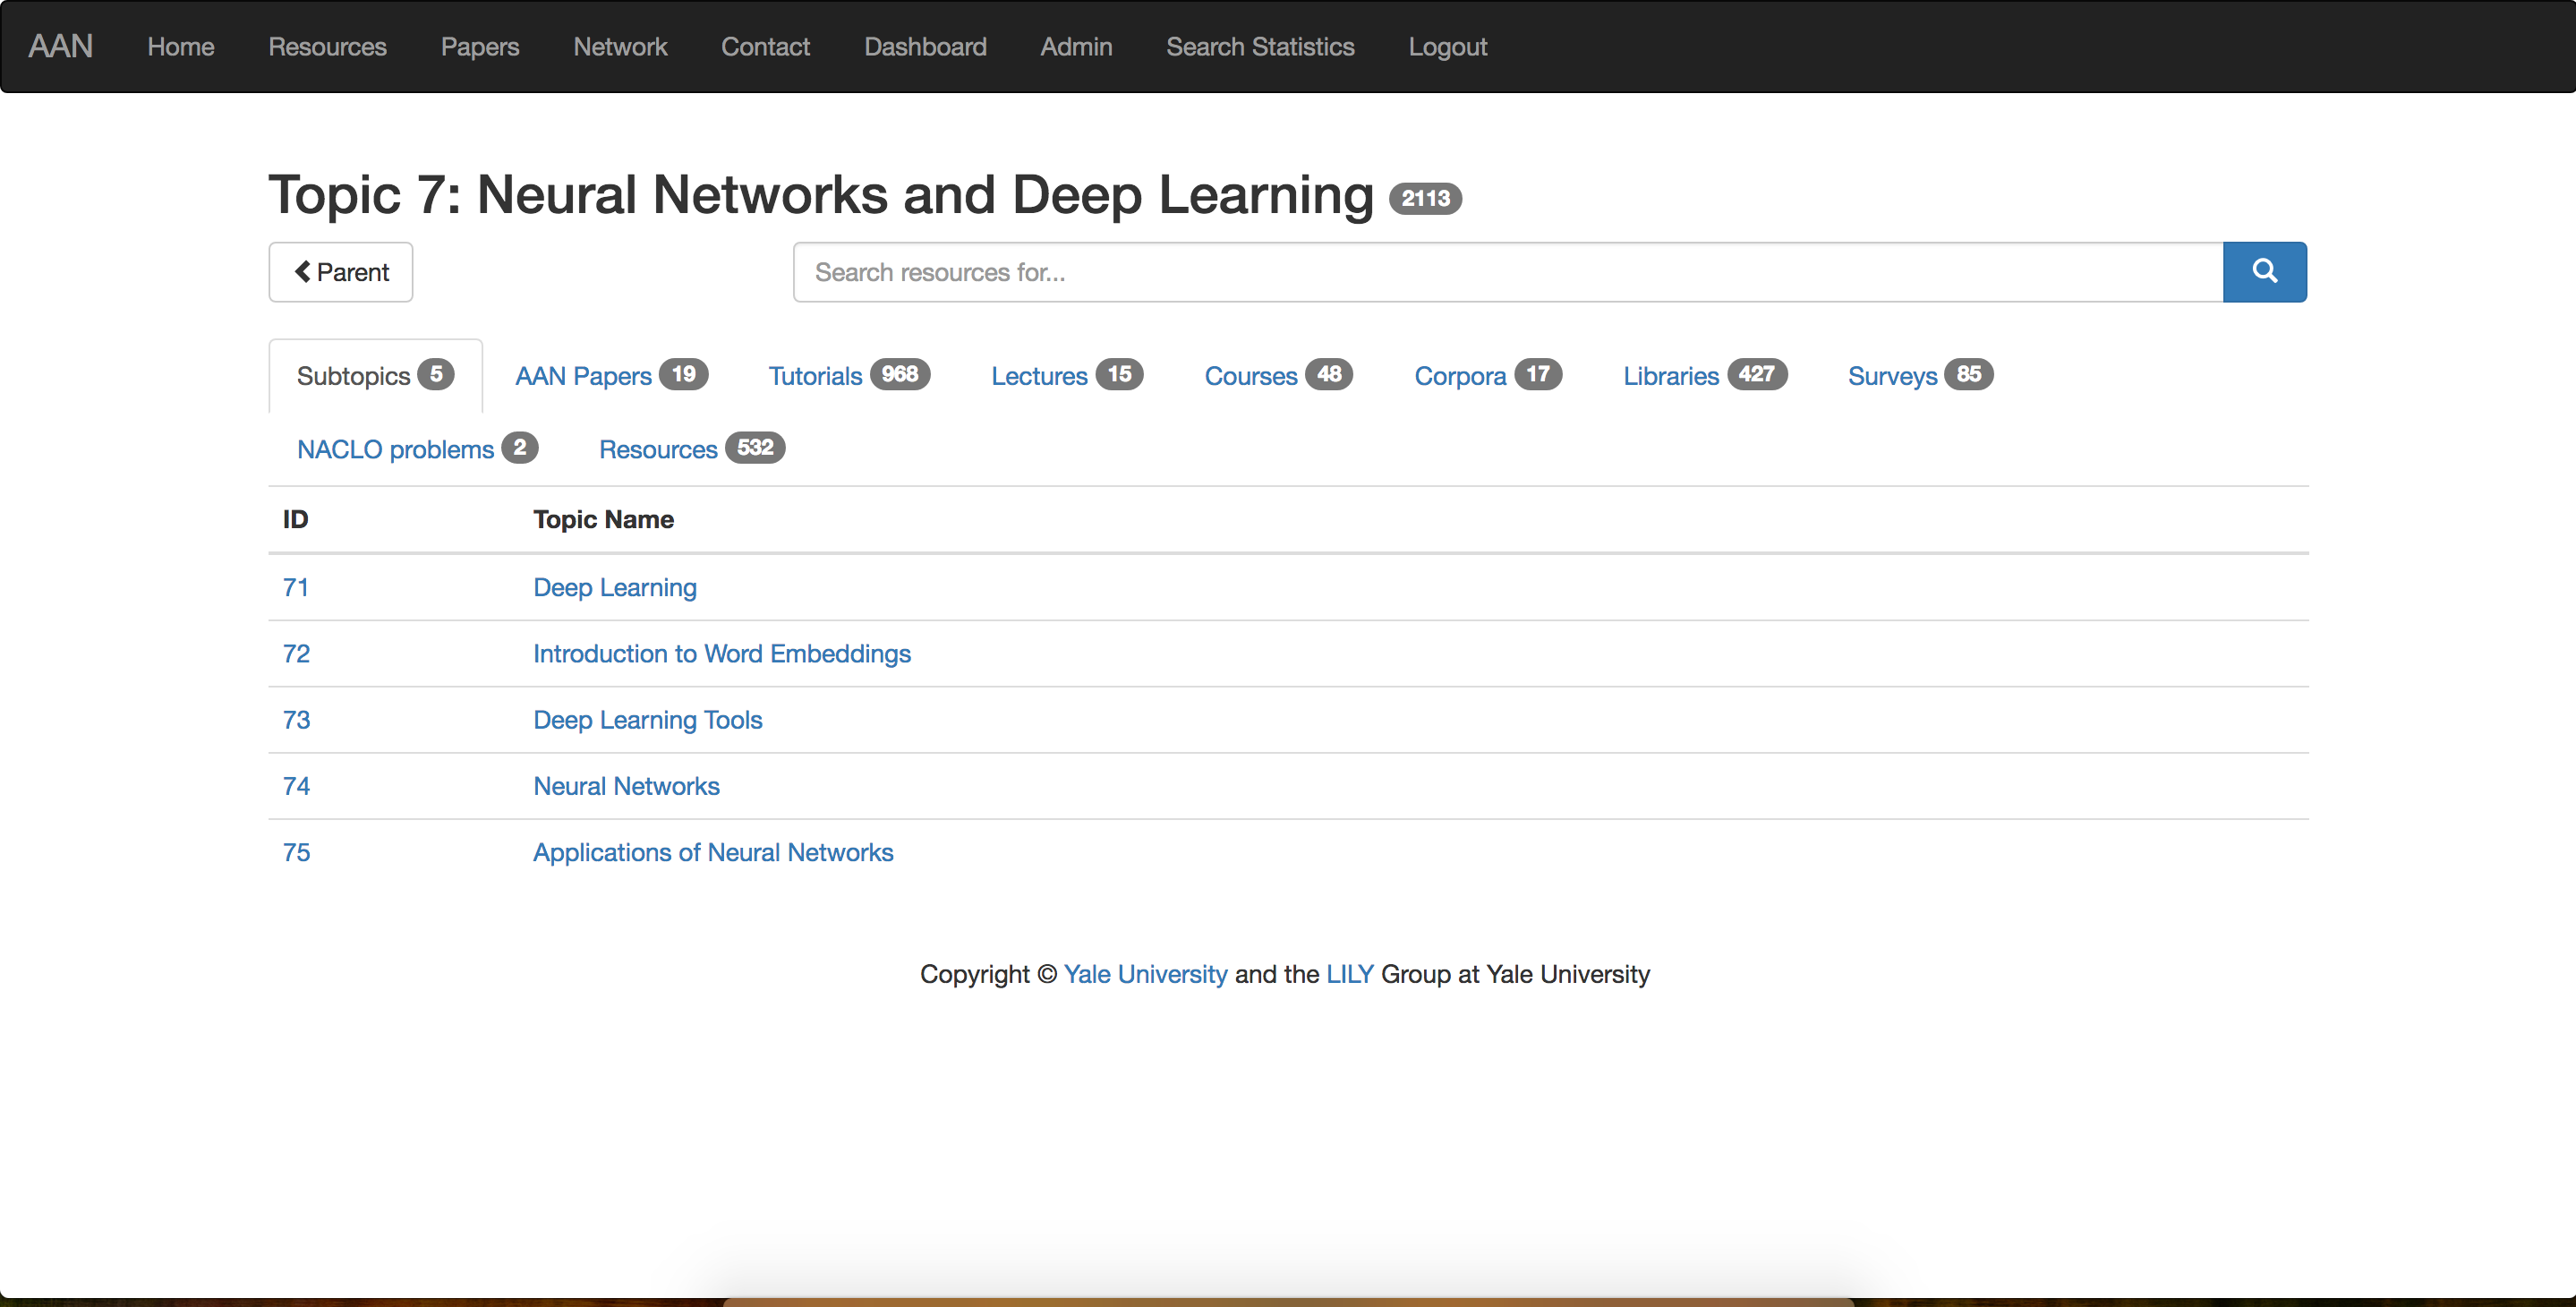 AAN Home Resources Papers Network Contact Dashboard Admin Search Statistics Logout
Topic 7: Neural Networks and Deep Learning 2113
Parent Search resources for...
Subtopics 5 AAN Papers 19 Tutorials 968 Lectures 15 Courses 48 Corpora 17 Libraries 427 Surveys 85
NACLO problems 2 Resources 532
ID Topic Name
71 Deep Learning
72 Introduction to Word Embeddings
73 Deep Learning Tools
74 Neural Networks
75 Applications of Neural Networks
Copyright © Yale University and the LILY Group at Yale University